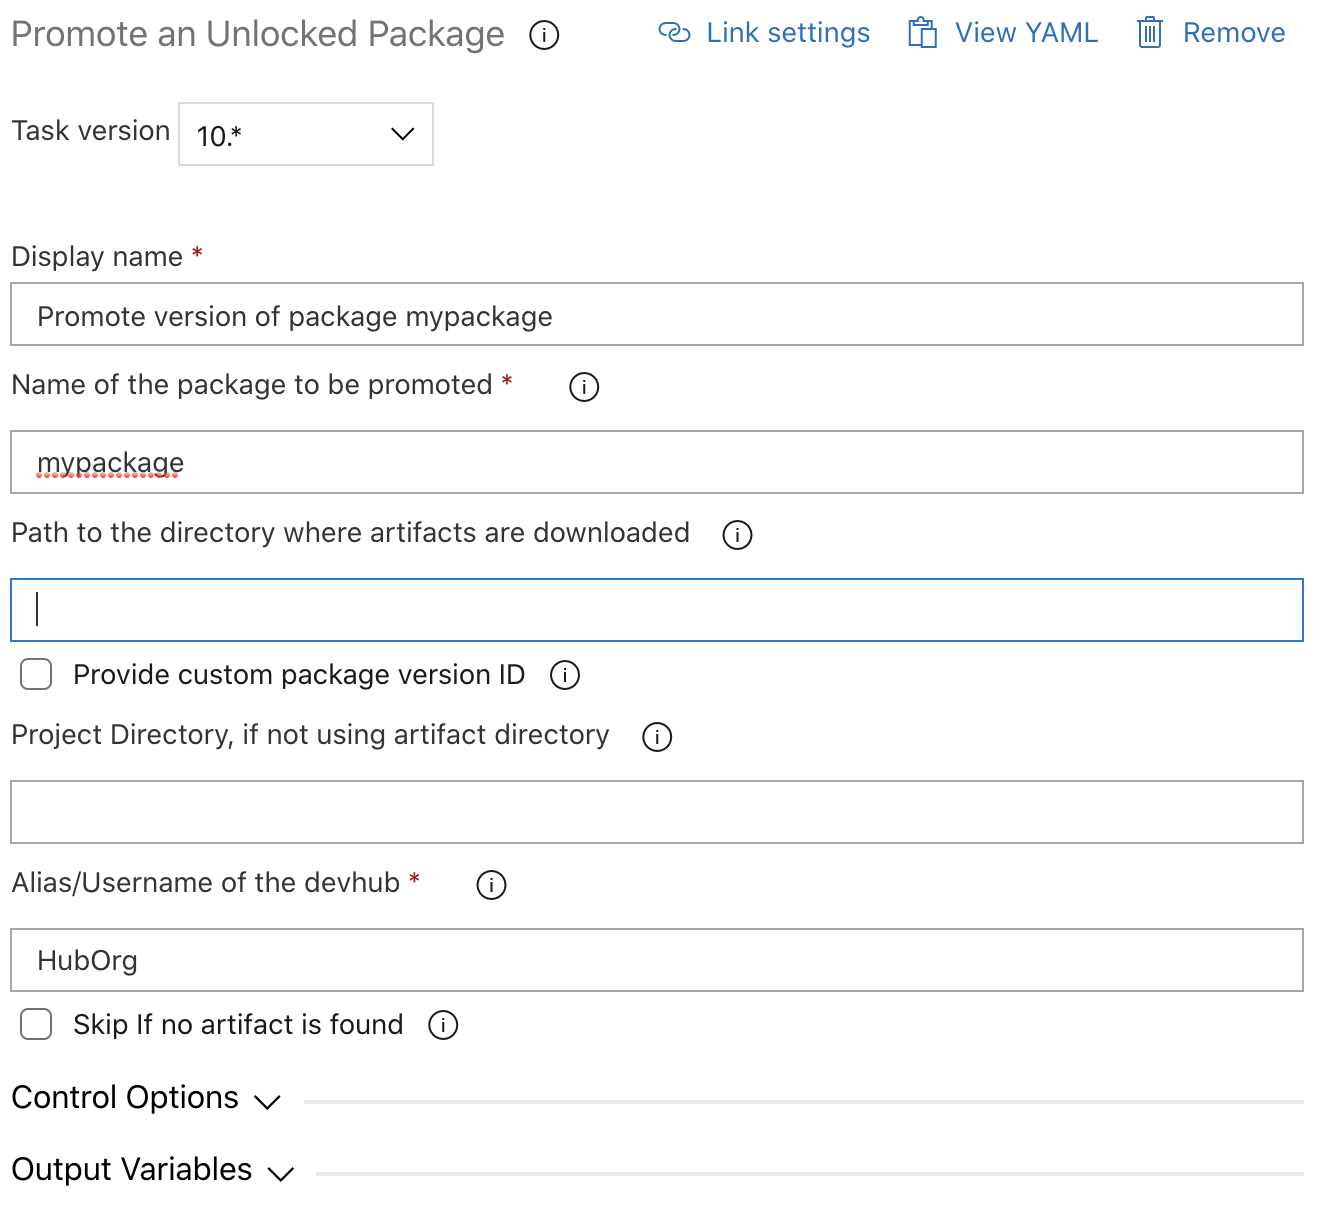 Promote an Unlocked Package
Link settings
View YAML
Remove
Task version
10.*
Display name *
Promote version of package mypackage
Name of the package to be promoted *
mypackage
Path to the directory where artifacts are downloaded
Provide custom package version ID
Project Directory, if not using artifact directory
Alias/Username of the devhub *
HubOrg
Skip If no artifact is found
Control Options
Output Variables